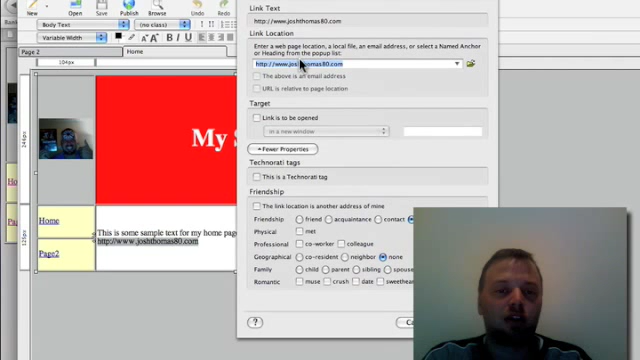 New
Open
Save
Publish
Browse
Undo
Body Text
(no class)
Variable Width
B
Page 2
Home
104px
246px
125px
Home
Page2
My S
This is some sample text for my home page
http://www.joshthomas80.com
Link Text
http://www.joshthomas80.com
Link Location
Enter a web page location, a local file, an email address, or select a Named Anchor
or Heading from the popup list:
http://www.joshthomas80.com
The above is an email address
URL is relative to page location
Target
Link is to be opened
in a new window
Fewer Properties
Technorati tags
This is a Technorati tag
Friendship
The link location is another address of mine
Friendship friend acquaintance contact
Physical met
Professional co-worker colleague
Geographical co-resident neighbor none
Family child parent sibling spouse
Romantic muse crush date sweetheart
?
Ca